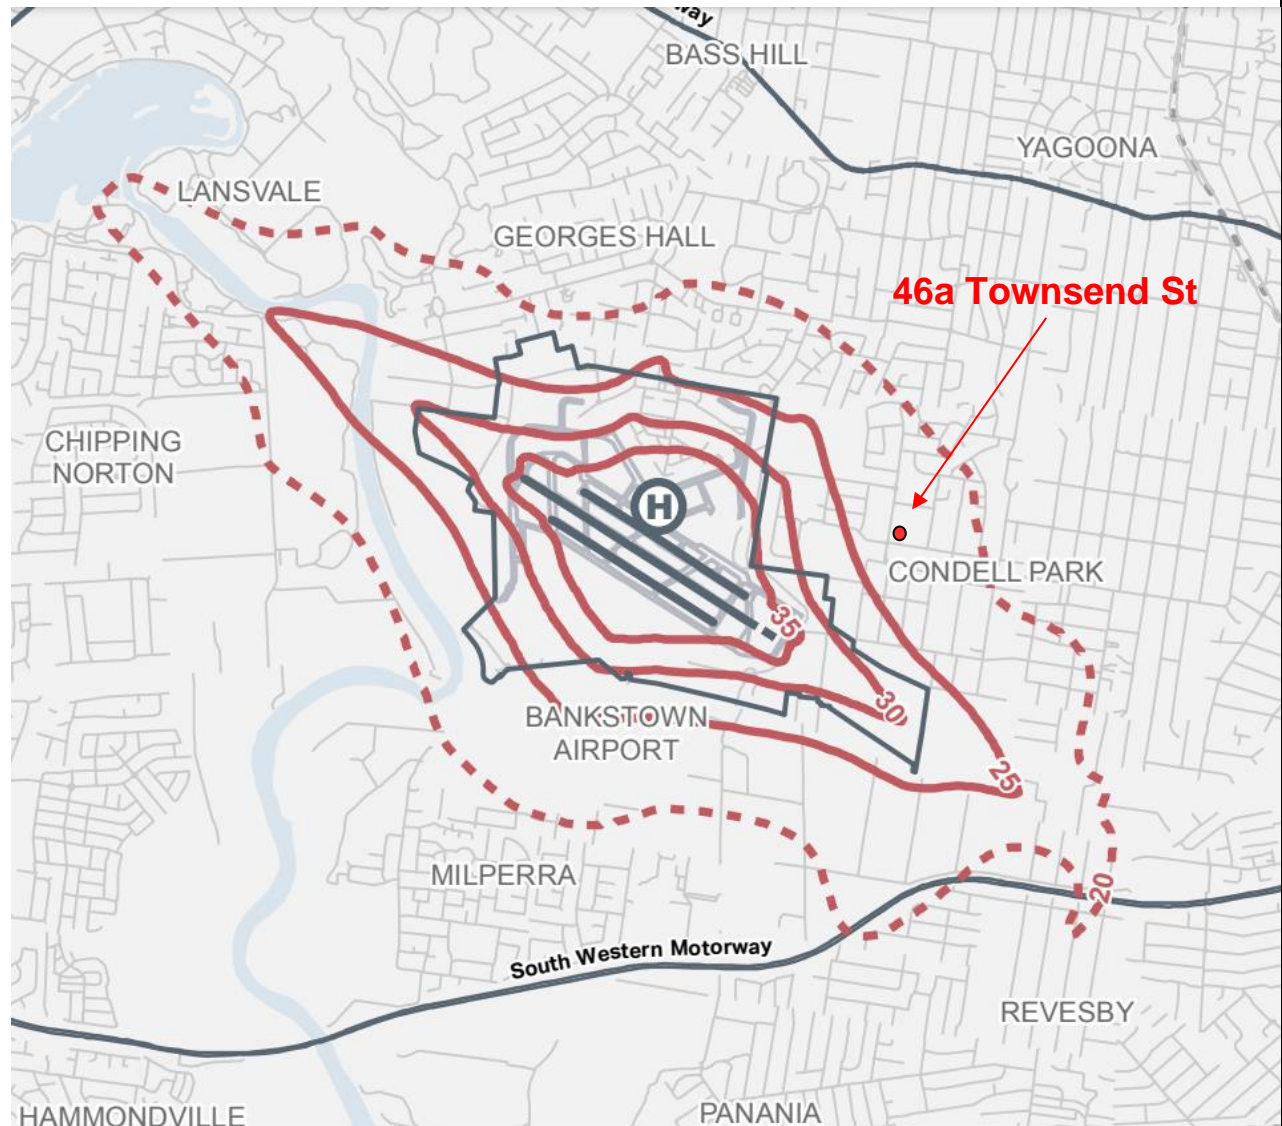 way
BASS HILL
YAGOONA
LANSVALE
GEORGES HALL
46a Townsend St
CHIPPING
NORTON
H
CONDELL PARK
35
30
BANKSTOWN
AIRPORT
25
MILPERRA
20
South Western Motorway
REVESBY
HAMMONDVILLE
PANANIA